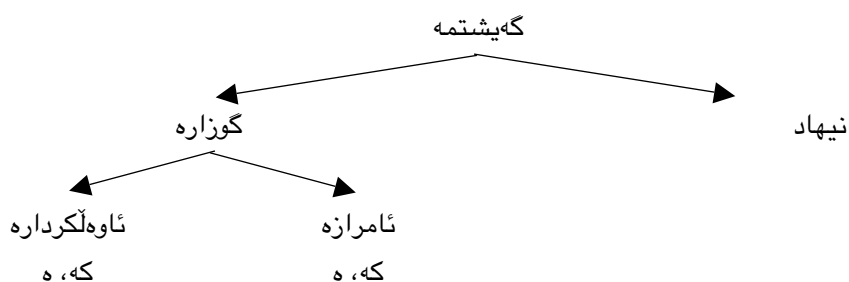 گەیشتمە
نیهاد
گوزارە
ئامرازە
ئاوەڵکردارە
کە، ە
کە، ە